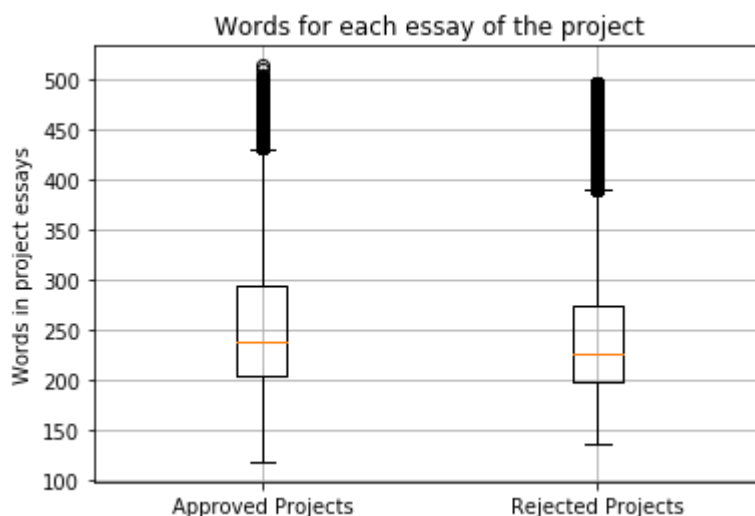 Words for each essay of the project
Words in project essays
500
450
400
350
300
250
200
150
100
Approved Projects
Rejected Projects